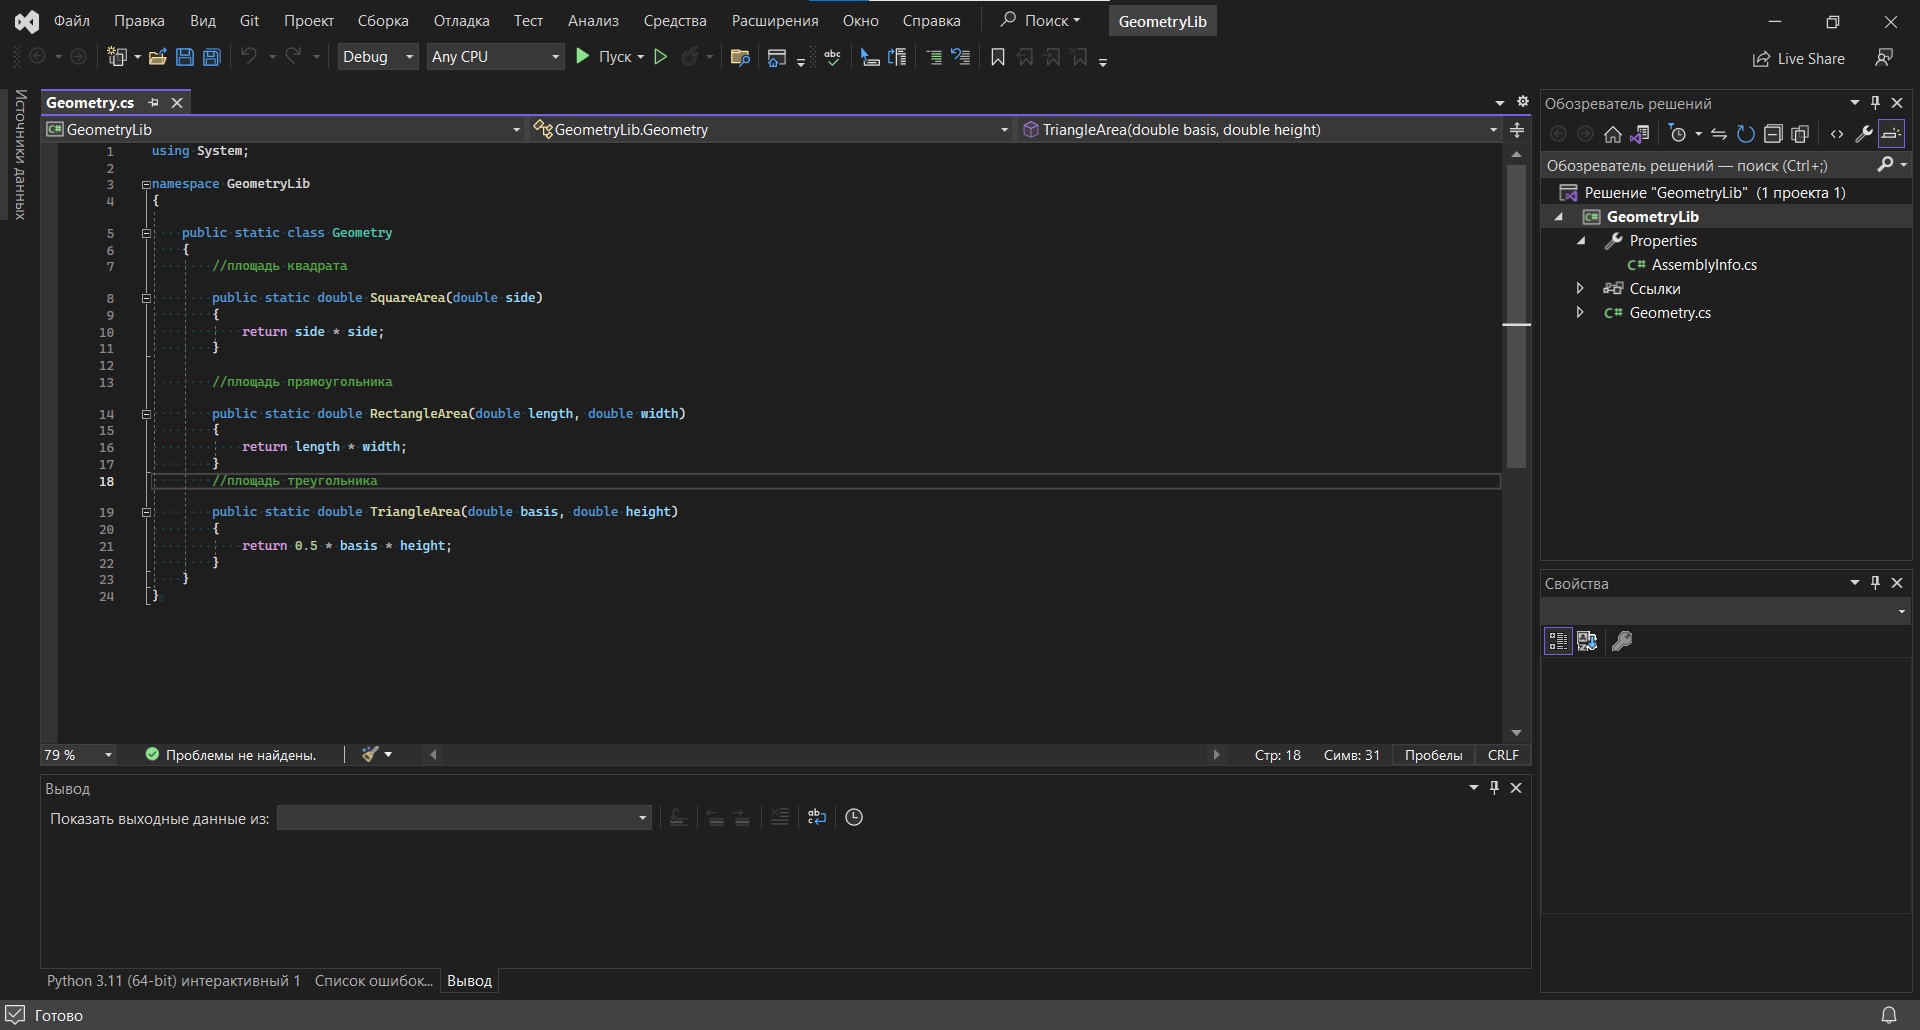 Файл Правка Вид Git Проект Сборка Отладка Тест Анализ Средства Расширения Окно Справка Поиск GeometryLib
Debug Any CPU Пуск abc Live Share
Источники данных
Geometry.cs
GeometryLib GeometryLib.Geometry TriangleArea(double basis, double height)
1 using System;
2
3 namespace GeometryLib
4 {
5 public static class Geometry
6 {
7 //площадь квадрата
8 public static double SquareArea(double side)
9 {
10 return side * side;
11 }
12
13 //площадь прямоугольника
14 public static double RectangleArea(double length, double width)
15 {
16 return length * width;
17 }
18 //площадь треугольника
19 public static double TriangleArea(double basis, double height)
20 {
21 return 0.5 * basis * height;
22 }
23 }
24 }
79 % Проблемы не найдены. Стр: 18 Симв: 31 Пробелы CRLF
Вывод
Показать выходные данные из:
Python 3.11 (64-bit) интерактивный 1 Список ошибок... Вывод
Обозреватель решений
Обозреватель решений — поиск (Ctrl+;)
Решение "GeometryLib" (1 проекта 1)
C# GeometryLib
Properties
C# AssemblyInfo.cs
Ссылки
C# Geometry.cs
Свойства
Готово